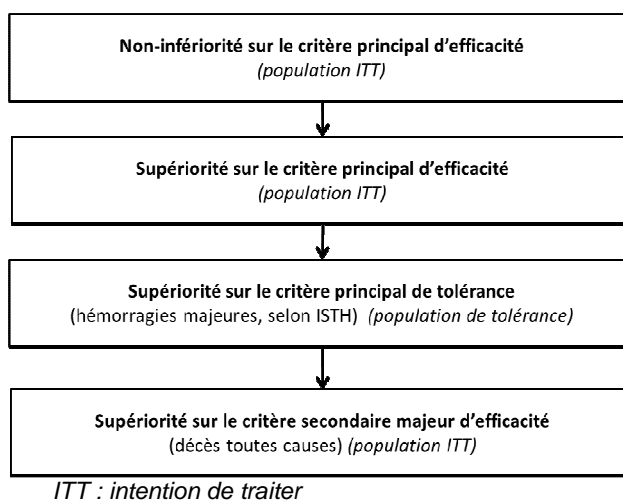 Non-infériorité sur le critère principal d’efficacité
(population ITT)
Supériorité sur le critère principal d’efficacité
(population ITT)
Supériorité sur le critère principal de tolérance
(hémorragies majeures, selon ISTH) (population de tolérance)
Supériorité sur le critère secondaire majeur d’efficacité
(décès toutes causes) (population ITT)
ITT : intention de traiter